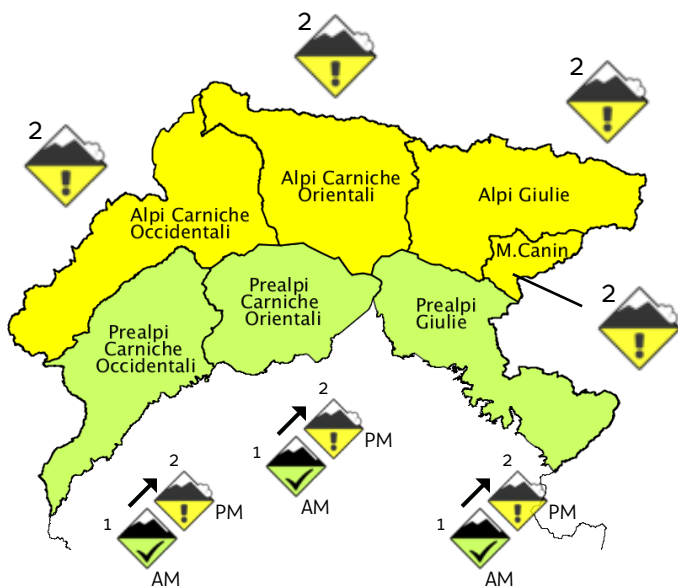 2
2
2
Alpi Carniche
Orientali
Alpi Giulie
Alpi Carniche
Occidentali
M.Canin
2
Prealpi
Carniche
Orientali
Prealpi
Giulie
Prealpi
Carniche
Occidentali
2
1
PM
AM
2
1
PM
AM
2
1
PM
AM